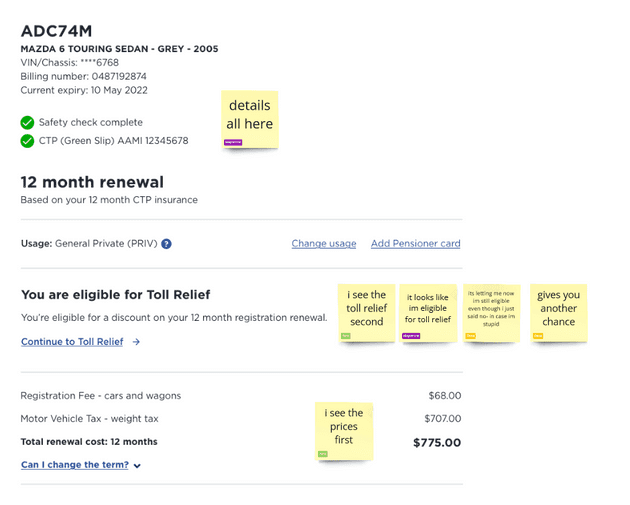 ADC74M
MAZDA 6 TOURING SEDAN - GREY - 2005
VIN/Chassis: ****6768
Billing number: 0487192874
Current expiry: 10 May 2022
details
all here
Safety check complete
CTP (Green Slip) AAMI 12345678
12 month renewal
Based on your 12 month CTP insurance
Usage: General Private (PRIV) ?
Change usage
Add Pensioner card
You are eligible for Toll Relief
You're eligible for a discount on your 12 month registration renewal.
Continue to Toll Relief →
i see the
toll relief
second
it looks like
im eligible
for toll relief
its letting me now
im still eligible
even though i just
said no- in case im
stupid
gives you
another
chance
Registration Fee - cars and wagons $68.00
Motor Vehicle Tax - weight tax $707.00
Total renewal cost: 12 months $775.00
Can I change the term?
i see the
prices
first